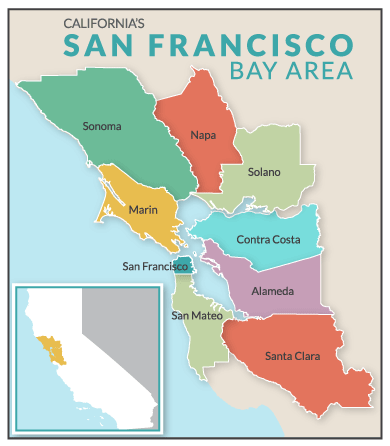 CALIFORNIA'S
SAN FRANCISCO
BAY AREA
Sonoma
Napa
Solano
Marin
Contra Costa
San Francisco
Alameda
San Mateo
Santa Clara